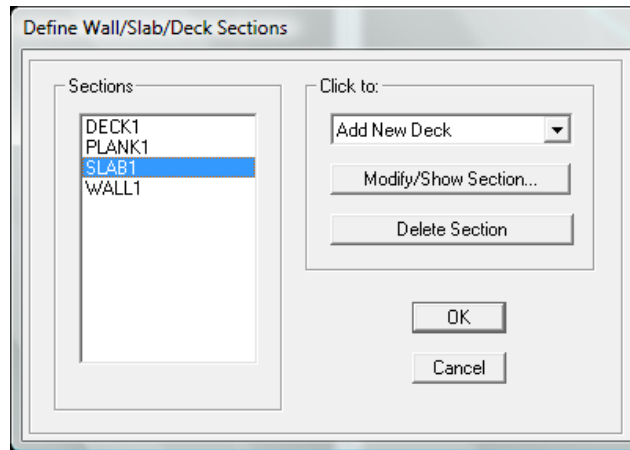 Define Wall/Slab/Deck Sections
Sections
DECK1
PLANK1
SLAB1
WALL1
Click to:
Add New Deck
Modify/Show Section...
Delete Section
OK
Cancel